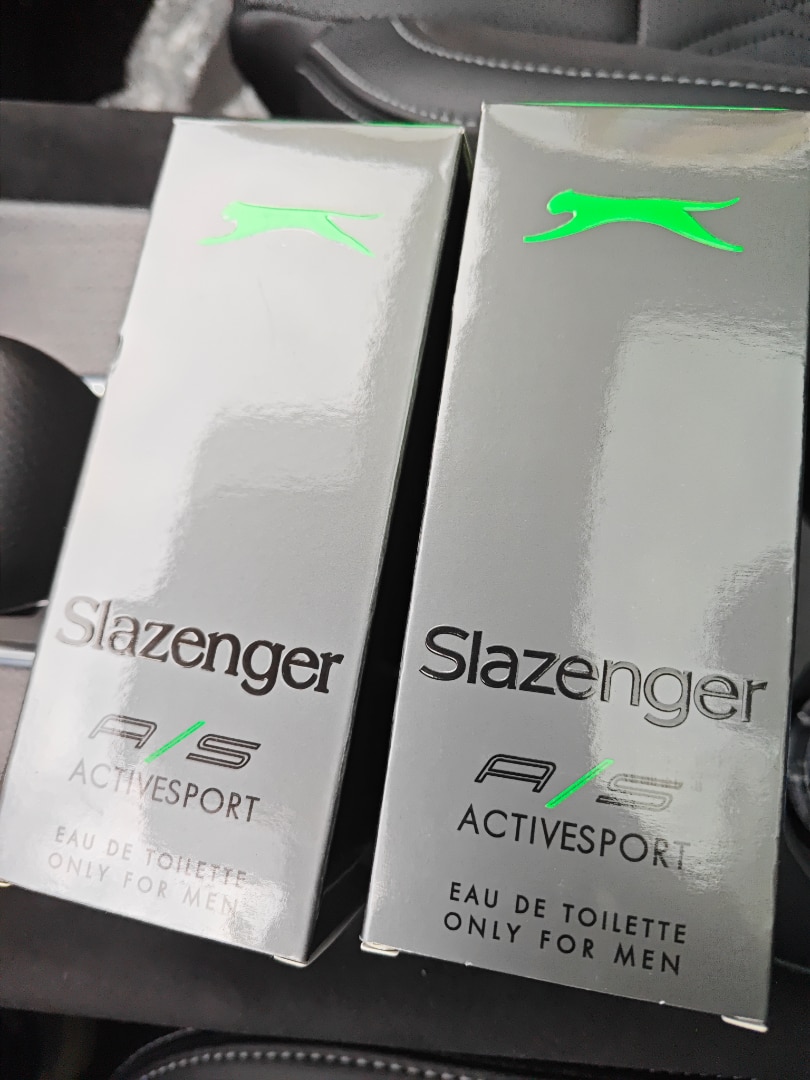 Slazenger
A/S
ACTIVESPORT
EAU DE TOILETTE
ONLY FOR MEN
Slazenger
A/S
ACTIVESPORT
EAU DE TOILETTE
ONLY FOR MEN